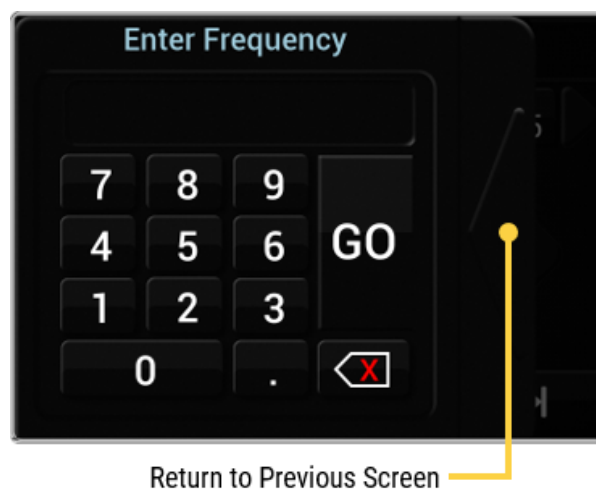 Enter Frequency
7 8 9
4 5 6 GO
1 2 3
0 . X
Return to Previous Screen